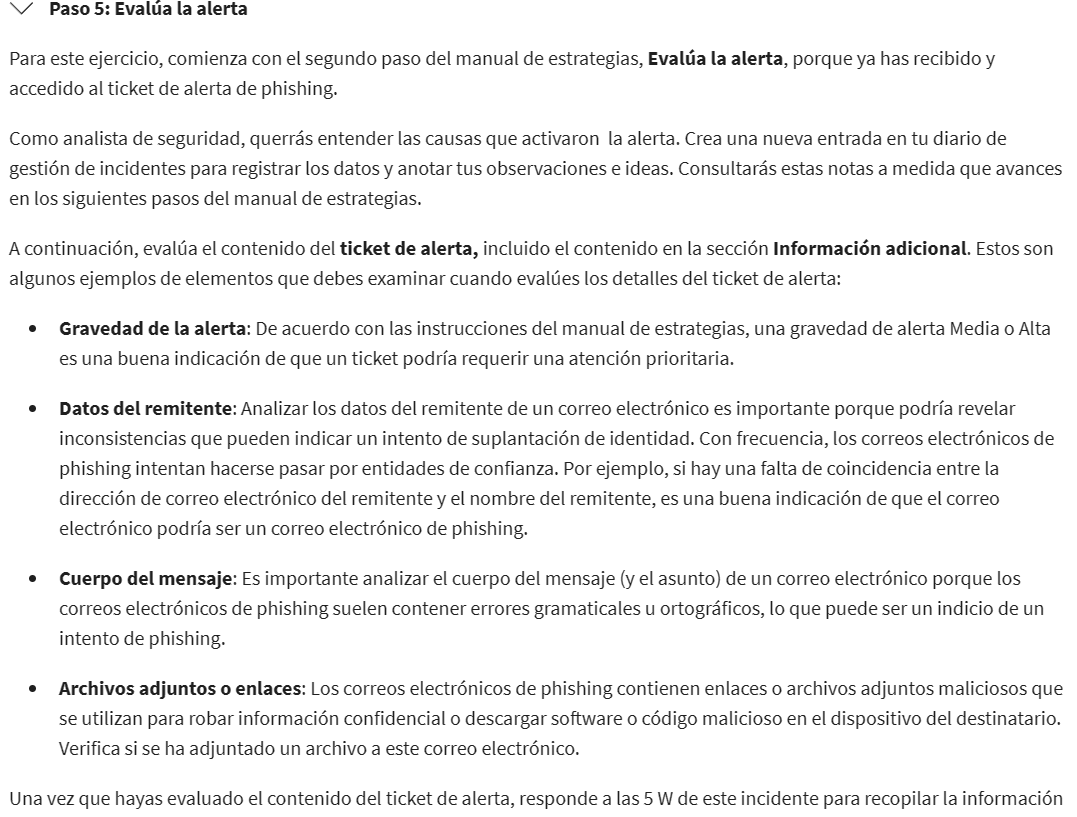 Paso 5: Evalúa la alerta
Para este ejercicio, comienza con el segundo paso del manual de estrategias, Evalúa la alerta, porque ya has recibido y
accedido al ticket de alerta de phishing.
Como analista de seguridad, querrás entender las causas que activaron  la alerta. Crea una nueva entrada en tu diario de
gestión de incidentes para registrar los datos y anotar tus observaciones e ideas. Consultarás estas notas a medida que avances
en los siguientes pasos del manual de estrategias.
A continuación, evalúa el contenido del ticket de alerta, incluido el contenido en la sección Información adicional. Estos son
algunos ejemplos de elementos que debes examinar cuando evalúes los detalles del ticket de alerta:
• Gravedad de la alerta: De acuerdo con las instrucciones del manual de estrategias, una gravedad de alerta Media o Alta
es una buena indicación de que un ticket podría requerir una atención prioritaria.
• Datos del remitente: Analizar los datos del remitente de un correo electrónico es importante porque podría revelar
inconsistencias que pueden indicar un intento de suplantación de identidad. Con frecuencia, los correos electrónicos de
phishing intentan hacerse pasar por entidades de confianza. Por ejemplo, si hay una falta de coincidencia entre la
dirección de correo electrónico del remitente y el nombre del remitente, es una buena indicación de que el correo
electrónico podría ser un correo electrónico de phishing.
• Cuerpo del mensaje: Es importante analizar el cuerpo del mensaje (y el asunto) de un correo electrónico porque los
correos electrónicos de phishing suelen contener errores gramaticales u ortográficos, lo que puede ser un indicio de un
intento de phishing.
• Archivos adjuntos o enlaces: Los correos electrónicos de phishing contienen enlaces o archivos adjuntos maliciosos que
se utilizan para robar información confidencial o descargar software o código malicioso en el dispositivo del destinatario.
Verifica si se ha adjuntado un archivo a este correo electrónico.
Una vez que hayas evaluado el contenido del ticket de alerta, responde a las 5 W de este incidente para recopilar la información